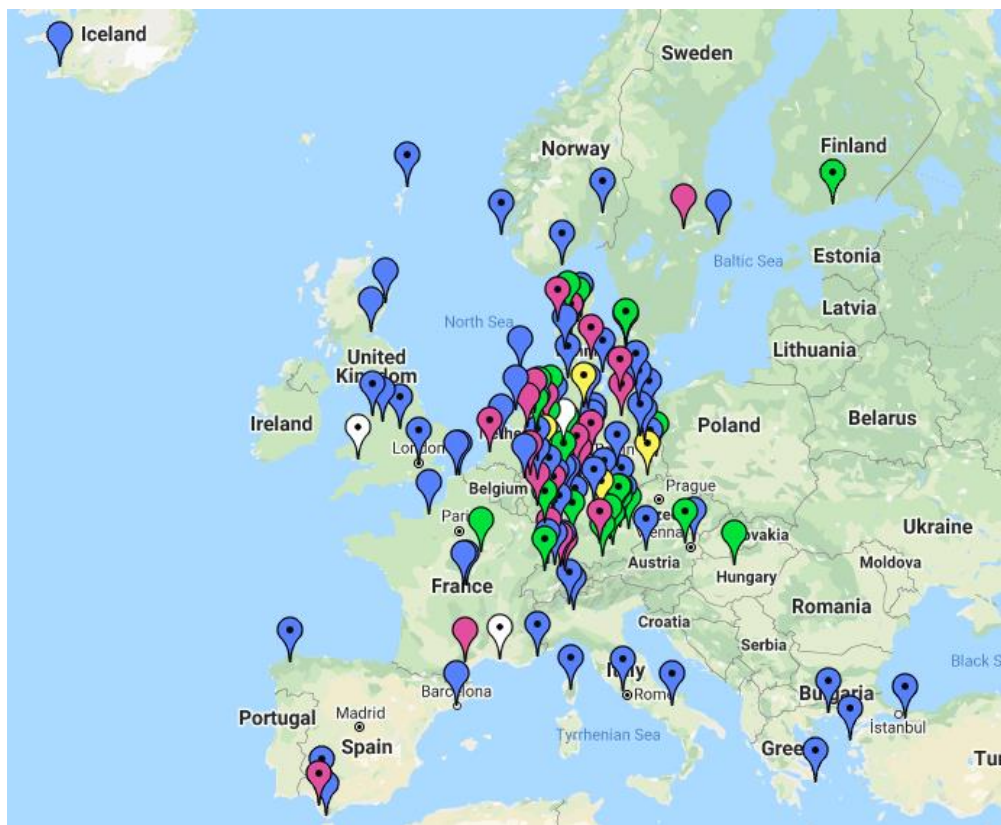 Iceland
Sweden
Finland
Norway
Baltic Sea
Estonia
Latvia
North Sea
Lithuania
United
Kingdom
Belarus
Ireland
Poland
London
Belgium
Prague
Ukraine
Vienna
Austria
Moldova
Hungary
France
Romania
Croatia
Serbia
Black S
Italy
Bulgaria
Barcelona
Rome
Portugal
Madrid
İstanbul
Tyrrhenian Sea
Spain
Gree
Tur